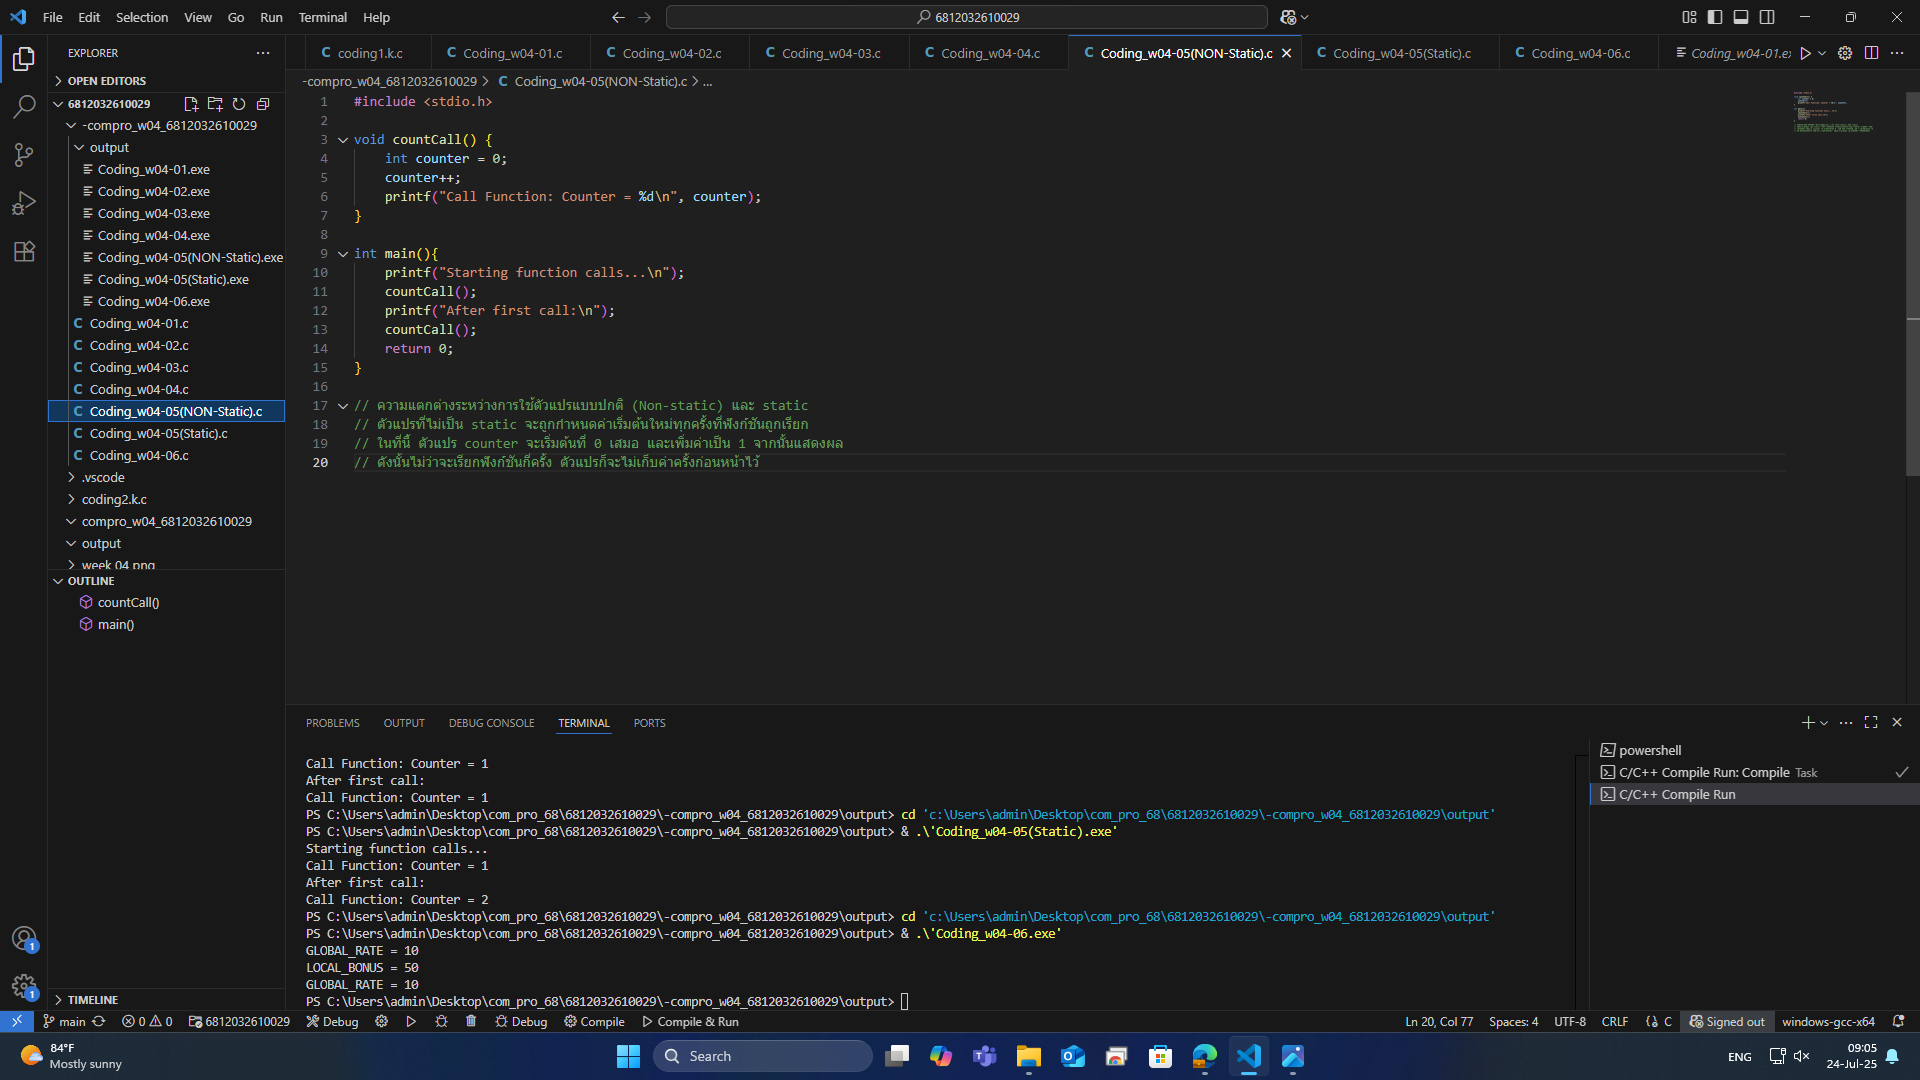 File Edit Selection View Go Run Terminal Help
6812032610029
EXPLORER
OPEN EDITORS
6812032610029
-compro_w04_6812032610029
output
Coding_w04-01.exe
Coding_w04-02.exe
Coding_w04-03.exe
Coding_w04-04.exe
Coding_w04-05(NON-Static).exe
Coding_w04-05(Static).exe
Coding_w04-06.exe
C Coding_w04-01.c
C Coding_w04-02.c
C Coding_w04-03.c
C Coding_w04-04.c
C Coding_w04-05(NON-Static).c
C Coding_w04-05(Static).c
C Coding_w04-06.c
.vscode
coding2.k.c
compro_w04_6812032610029
output
week 04 png
OUTLINE
countCall()
main()
TIMELINE
C coding1.k.c C Coding_w04-01.c C Coding_w04-02.c C Coding_w04-03.c C Coding_w04-04.c C Coding_w04-05(NON-Static).c C Coding_w04-05(Static).c C Coding_w04-06.c Coding_w04-01.ex
-compro_w04_6812032610029 > C Coding_w04-05(NON-Static).c > ...
1 #include <stdio.h>
2
3 void countCall() {
4 int counter = 0;
5 counter++;
6 printf("Call Function: Counter = %d\n", counter);
7 }
8
9 int main(){
10 printf("Starting function calls...\n");
11 countCall();
12 printf("After first call:\n");
13 countCall();
14 return 0;
15 }
16
17 // ความแตกต่างระหว่างการใช้ตัวแปรแบบปกติ (Non-static) และ static
18 // ตัวแปรที่ไม่เป็น static จะถูกกำหนดค่าเริ่มต้นใหม่ทุกครั้งที่ฟังก์ชันถูกเรียก
19 // ในที่นี้ ตัวแปร counter จะเริ่มต้นที่ 0 เสมอ และเพิ่มค่าเป็น 1 จากนั้นแสดงผล
20 // ดังนั้นไม่ว่าจะเรียกฟังก์ชันกี่ครั้ง ตัวแปรก็จะไม่เก็บค่าครั้งก่อนหน้าไว้
PROBLEMS OUTPUT DEBUG CONSOLE TERMINAL PORTS
Call Function: Counter = 1
After first call:
Call Function: Counter = 1
PS C:\Users\admin\Desktop\com_pro_68\6812032610029\-compro_w04_6812032610029\output> cd 'c:\Users\admin\Desktop\com_pro_68\6812032610029\-compro_w04_6812032610029\output'
PS C:\Users\admin\Desktop\com_pro_68\6812032610029\-compro_w04_6812032610029\output> & .\'Coding_w04-05(Static).exe'
Starting function calls...
Call Function: Counter = 1
After first call:
Call Function: Counter = 2
PS C:\Users\admin\Desktop\com_pro_68\6812032610029\-compro_w04_6812032610029\output> cd 'c:\Users\admin\Desktop\com_pro_68\6812032610029\-compro_w04_6812032610029\output'
PS C:\Users\admin\Desktop\com_pro_68\6812032610029\-compro_w04_6812032610029\output> & .\'Coding_w04-06.exe'
GLOBAL_RATE = 10
LOCAL_BONUS = 50
GLOBAL_RATE = 10
PS C:\Users\admin\Desktop\com_pro_68\6812032610029\-compro_w04_6812032610029\output>
powershell
C/C++ Compile Run: Compile Task
C/C++ Compile Run
1
1
main 0 0 6812032610029 Debug Debug Compile Compile & Run Ln 20, Col 77 Spaces: 4 UTF-8 CRLF C Signed out windows-gcc-x64
84°F
Mostly sunny
Search
ENG
09:05
24-Jul-25